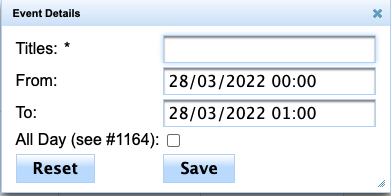 Event Details
Titles: *
From: 28/03/2022 00:00
To: 28/03/2022 01:00
All Day (see #1164):
Reset Save